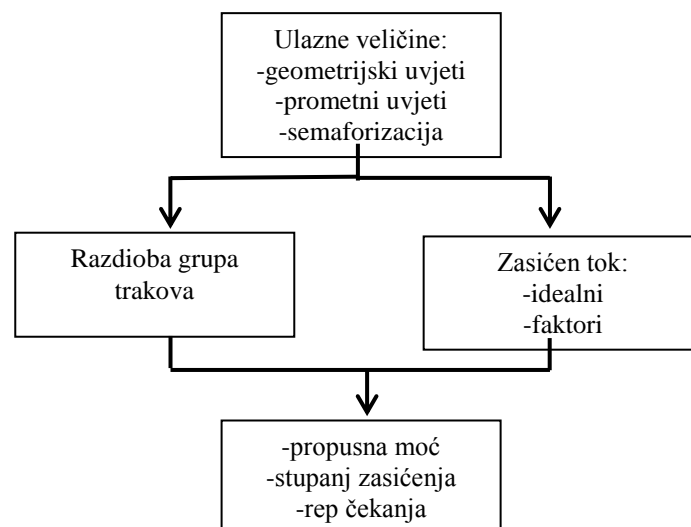 Ulazne veličine:
-geometrijski uvjeti
-prometni uvjeti
-semaforizacija
Razdioba grupa
trakova
Zasićen tok:
-idealni
-faktori
-propusna moć
-stupanj zasićenja
-rep čekanja